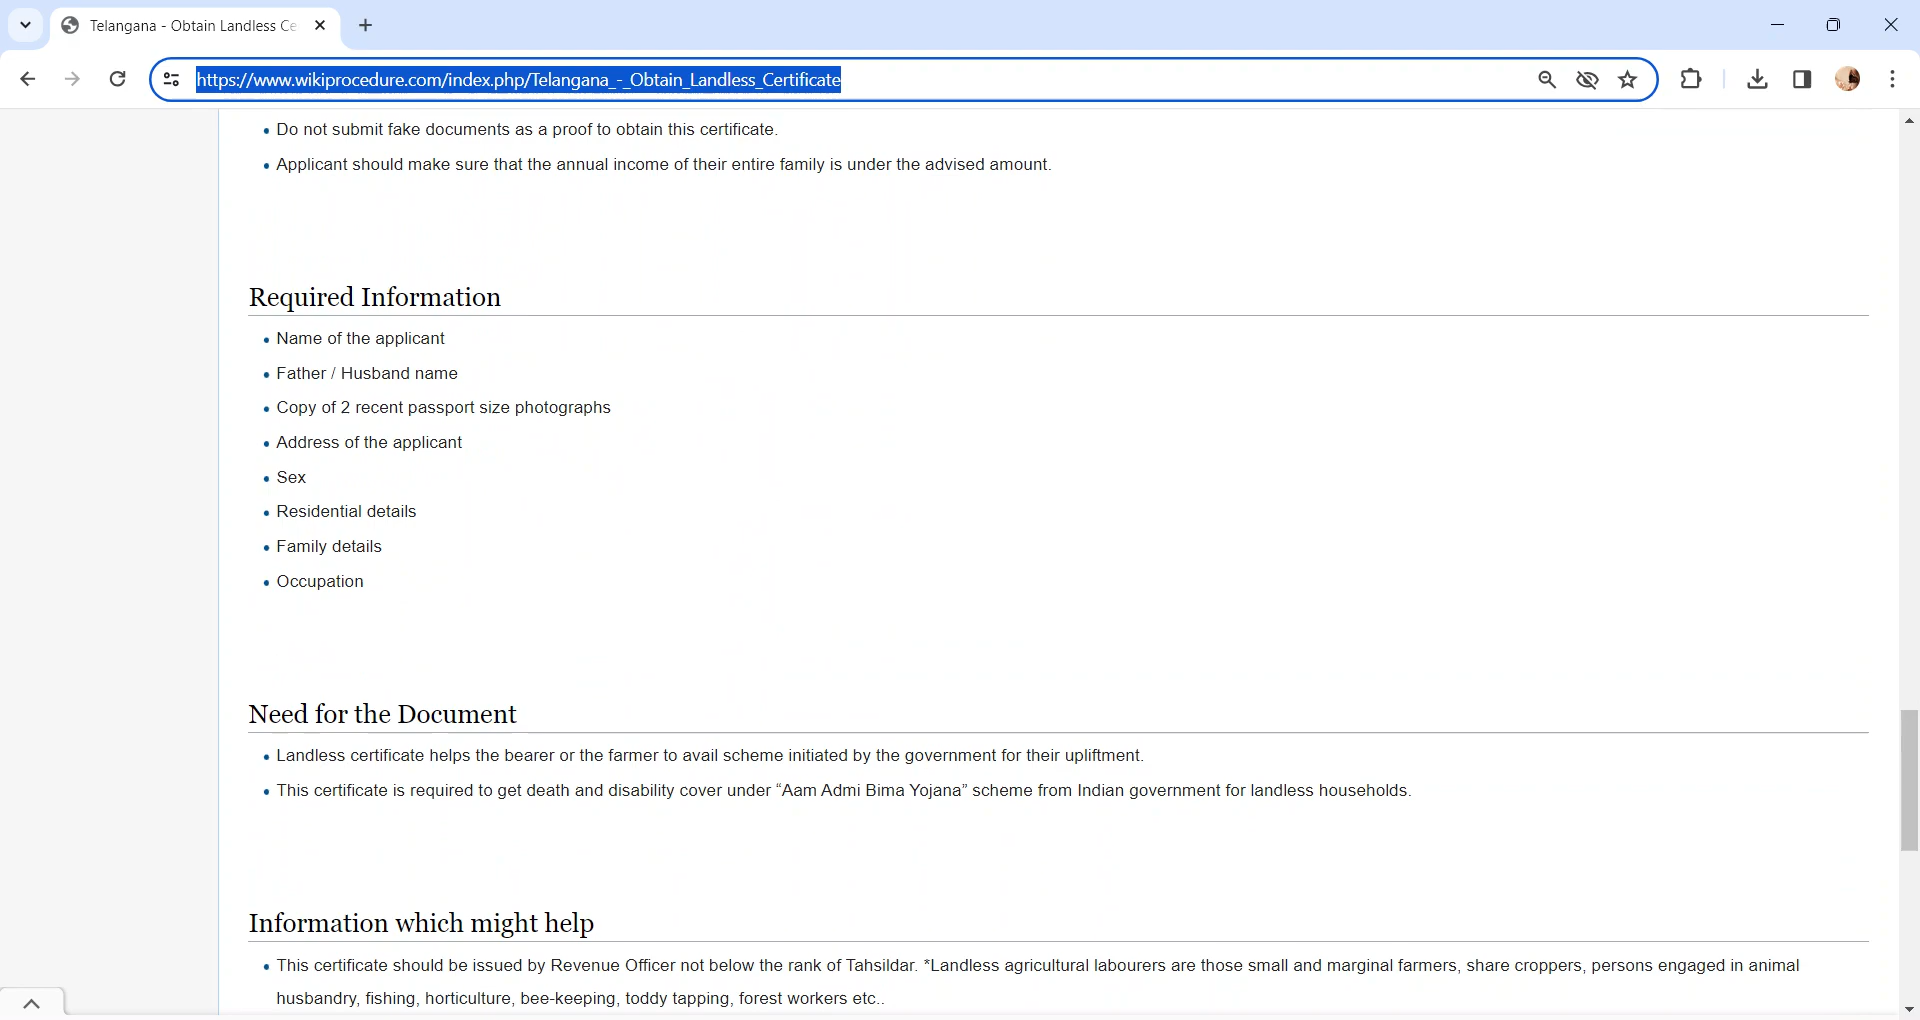 Telangana - Obtain Landless Ce
https://www.wikiprocedure.com/index.php/Telangana_-_Obtain_Landless_Certificate
Do not submit fake documents as a proof to obtain this certificate.
Applicant should make sure that the annual income of their entire family is under the advised amount.
Required Information
Name of the applicant
Father / Husband name
Copy of 2 recent passport size photographs
Address of the applicant
Sex
Residential details
Family details
Occupation
Need for the Document
Landless certificate helps the bearer or the farmer to avail scheme initiated by the government for their upliftment.
This certificate is required to get death and disability cover under “Aam Admi Bima Yojana” scheme from Indian government for landless households.
Information which might help
This certificate should be issued by Revenue Officer not below the rank of Tahsildar. *Landless agricultural labourers are those small and marginal farmers, share croppers, persons engaged in animal
husbandry, fishing, horticulture, bee-keeping, toddy tapping, forest workers etc..